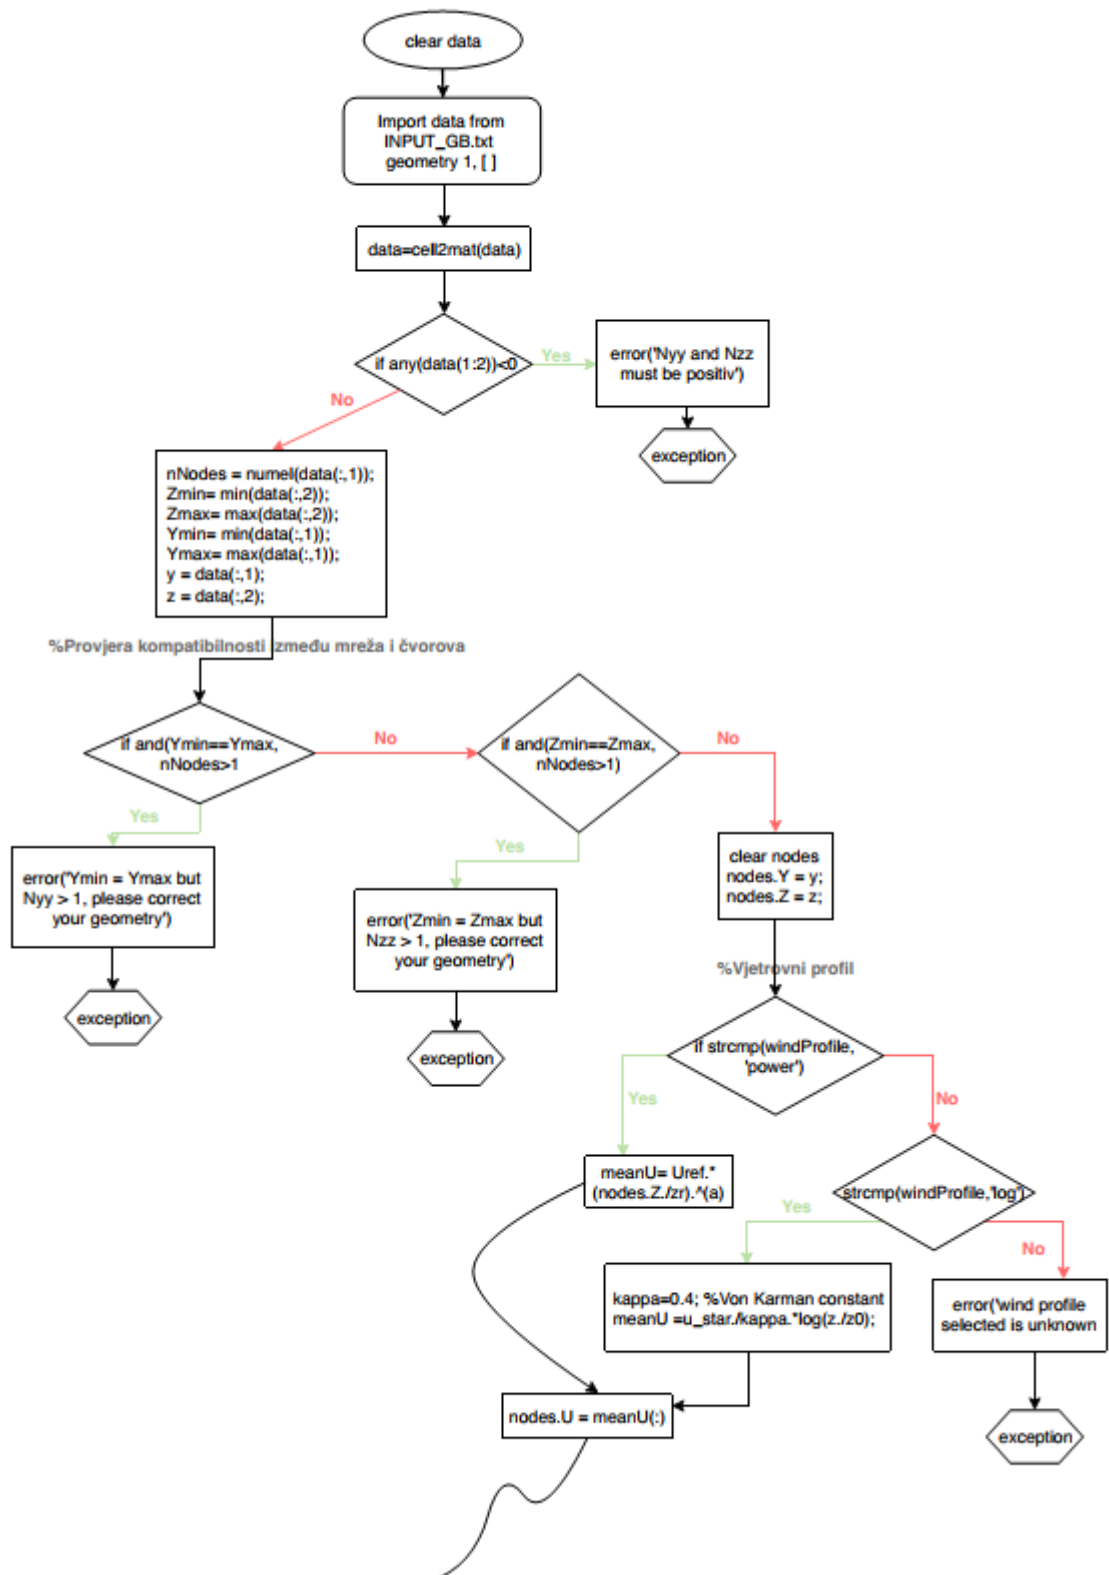 clear data
Import data from
INPUT_GB.txt
geometry 1, [ ]
data=cell2mat(data)
if any(data(1:2))<0
Yes
error('Nyy and Nzz
must be positiv')
No
exception
nNodes = numel(data(:,1));
Zmin= min(data(:,2));
Zmax= max(data(:,2));
Ymin= min(data(:,1));
Ymax= max(data(:,1));
y = data(:,1);
z = data(:,2);
%Provjera kompatibilnosti između mreža i čvorova
if and(Ymin==Ymax,
nNodes>1
No
if and(Zmin==Zmax,
nNodes>1)
No
Yes
Yes
error('Ymin = Ymax but
Nyy > 1, please correct
your geometry')
exception
error('Zmin = Zmax but
Nzz > 1, please correct
your geometry')
exception
clear nodes
nodes.Y = y;
nodes.Z = z;
%Vjetrovni profil
if strcmp(windProfile,
'power')
Yes
No
meanU= Uref.*
(nodes.Z./zr).^(a)
strcmp(windProfile,'log')
Yes
No
kappa=0.4; %Von Karman constant
meanU =u_star./kappa.*log(z./z0);
error('wind profile
selected is unknown
nodes.U = meanU(:)
exception